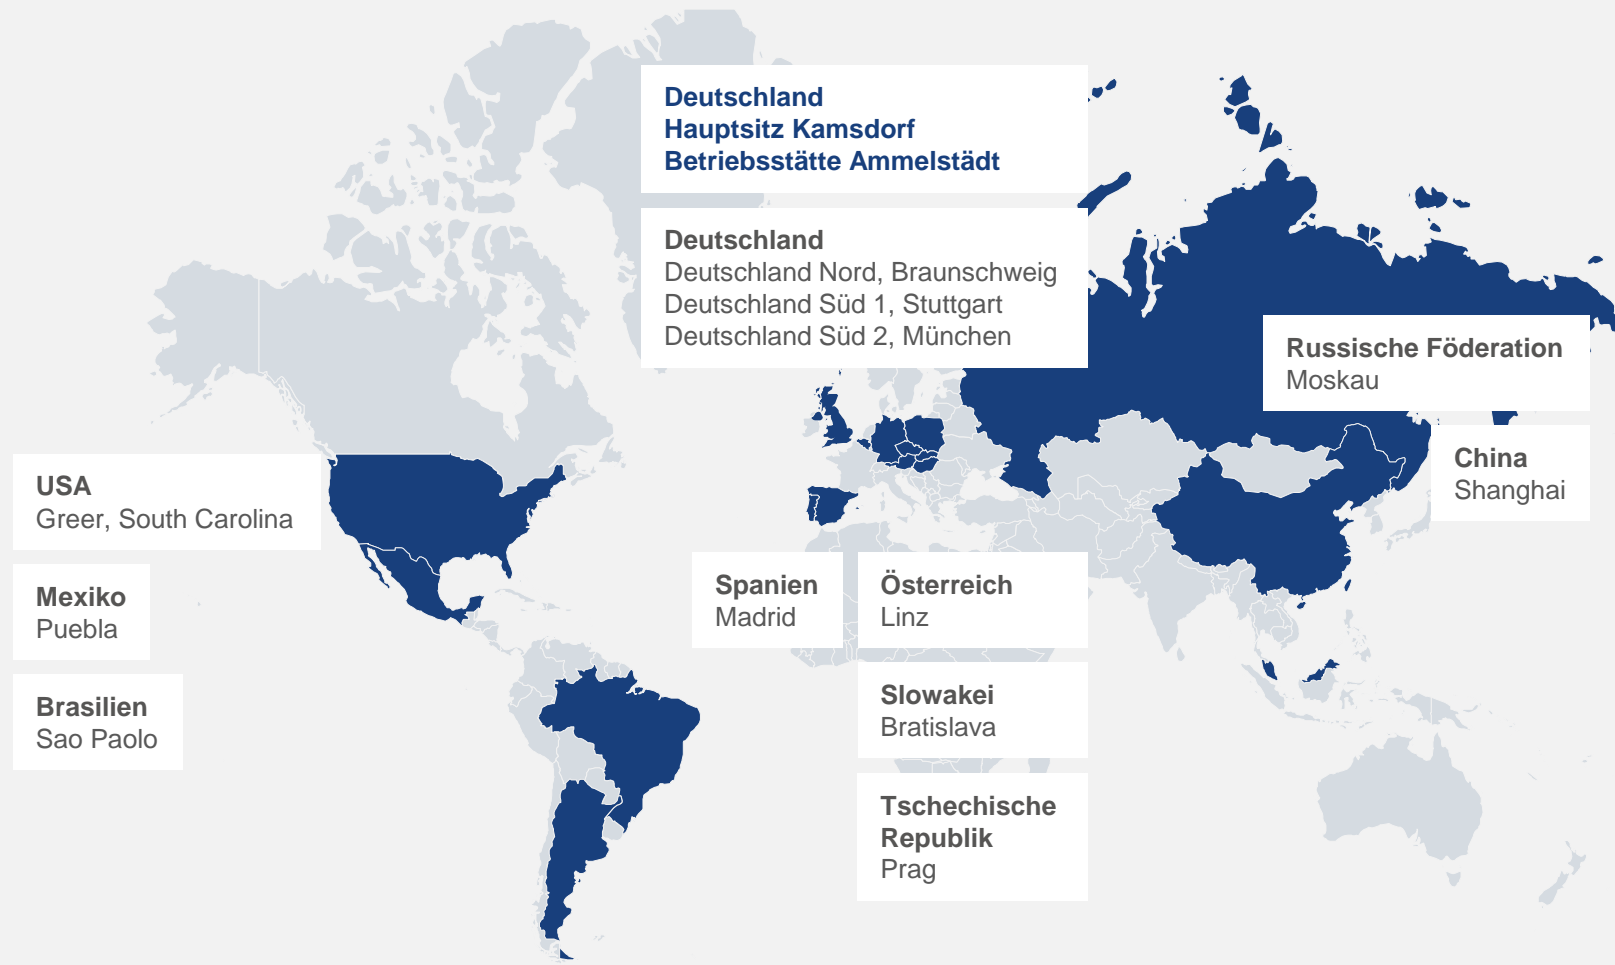 Deutschland
Hauptsitz Kamsdorf
Betriebsstätte Ammelstädt
Deutschland
Deutschland Nord, Braunschweig
Deutschland Süd 1, Stuttgart
Deutschland Süd 2, München
Russische Föderation
Moskau
China
Shanghai
USA
Greer, South Carolina
Mexiko
Puebla
Brasilien
Sao Paolo
Spanien
Madrid
Österreich
Linz
Slowakei
Bratislava
Tschechische
Republik
Prag